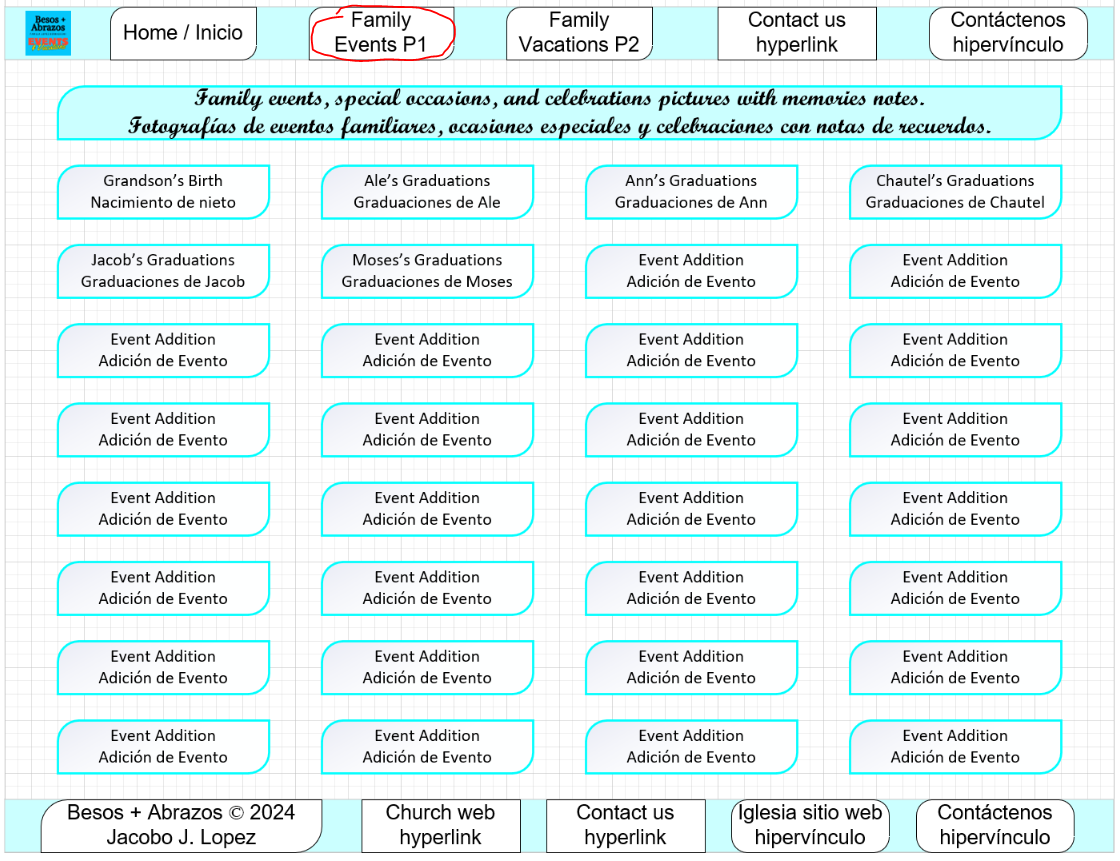 Besos +
Abrazos
EVENTS
Home / Inicio
Family
Events P1
Family
Vacations P2
Contact us
hyperlink
Contáctenos
hipervínculo
Family events, special occasions, and celebrations pictures with memories notes.
Fotografías de eventos familiares, ocasiones especiales y celebraciones con notas de recuerdos.
Grandson's Birth
Nacimiento de nieto
Ale's Graduations
Graduaciones de Ale
Ann's Graduations
Graduaciones de Ann
Chautel's Graduations
Graduaciones de Chautel
Jacob's Graduations
Graduaciones de Jacob
Moses's Graduations
Graduaciones de Moses
Event Addition
Adición de Evento
Event Addition
Adición de Evento
Event Addition
Adición de Evento
Event Addition
Adición de Evento
Event Addition
Adición de Evento
Event Addition
Adición de Evento
Event Addition
Adición de Evento
Event Addition
Adición de Evento
Event Addition
Adición de Evento
Event Addition
Adición de Evento
Event Addition
Adición de Evento
Event Addition
Adición de Evento
Event Addition
Adición de Evento
Event Addition
Adición de Evento
Event Addition
Adición de Evento
Event Addition
Adición de Evento
Event Addition
Adición de Evento
Event Addition
Adición de Evento
Event Addition
Adición de Evento
Event Addition
Adición de Evento
Event Addition
Adición de Evento
Event Addition
Adición de Evento
Event Addition
Adición de Evento
Event Addition
Adición de Evento
Event Addition
Adición de Evento
Event Addition
Adición de Evento
Besos + Abrazos © 2024
Jacobo J. Lopez
Church web
hyperlink
Contact us
hyperlink
Iglesia sitio web
hipervínculo
Contáctenos
hipervínculo